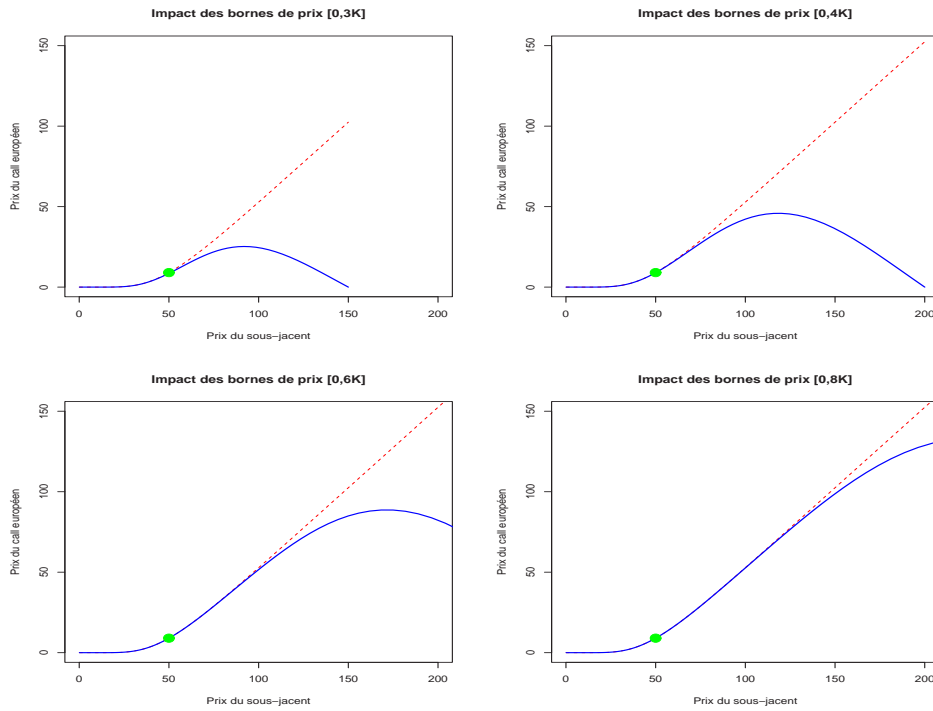 Impact des bornes de prix [0,3K]
Prix du call européen
150
100
50
0
0 50 100 150 200
Prix du sous−jacent
Impact des bornes de prix [0,4K]
Prix du call européen
150
100
50
0
0 50 100 150 200
Prix du sous−jacent
Impact des bornes de prix [0,6K]
Prix du call européen
150
100
50
0
0 50 100 150 200
Prix du sous−jacent
Impact des bornes de prix [0,8K]
Prix du call européen
150
100
50
0
0 50 100 150 200
Prix du sous−jacent